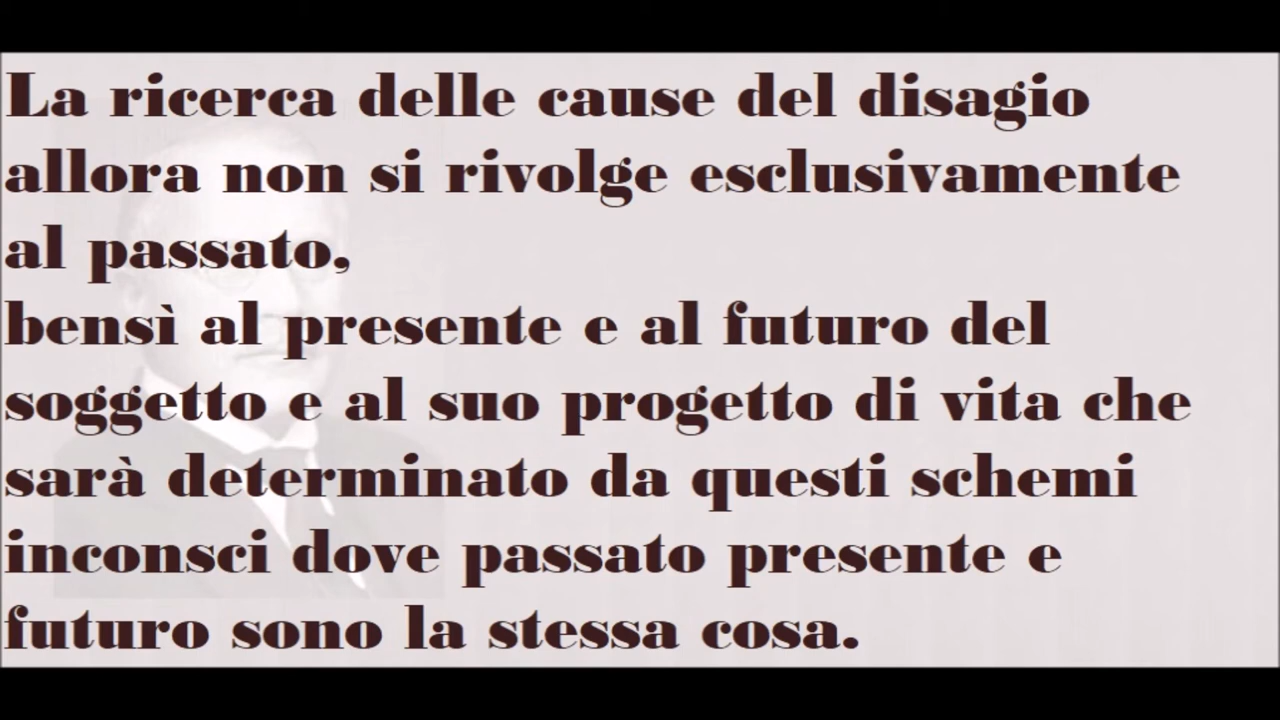 La ricerca delle cause del disagio
allora non si rivolge esclusivamente
al passato,
bensì al presente e al futuro del
soggetto e al suo progetto di vita che
sarà determinato da questi schemi
inconsci dove passato presente e
futuro sono la stessa cosa.